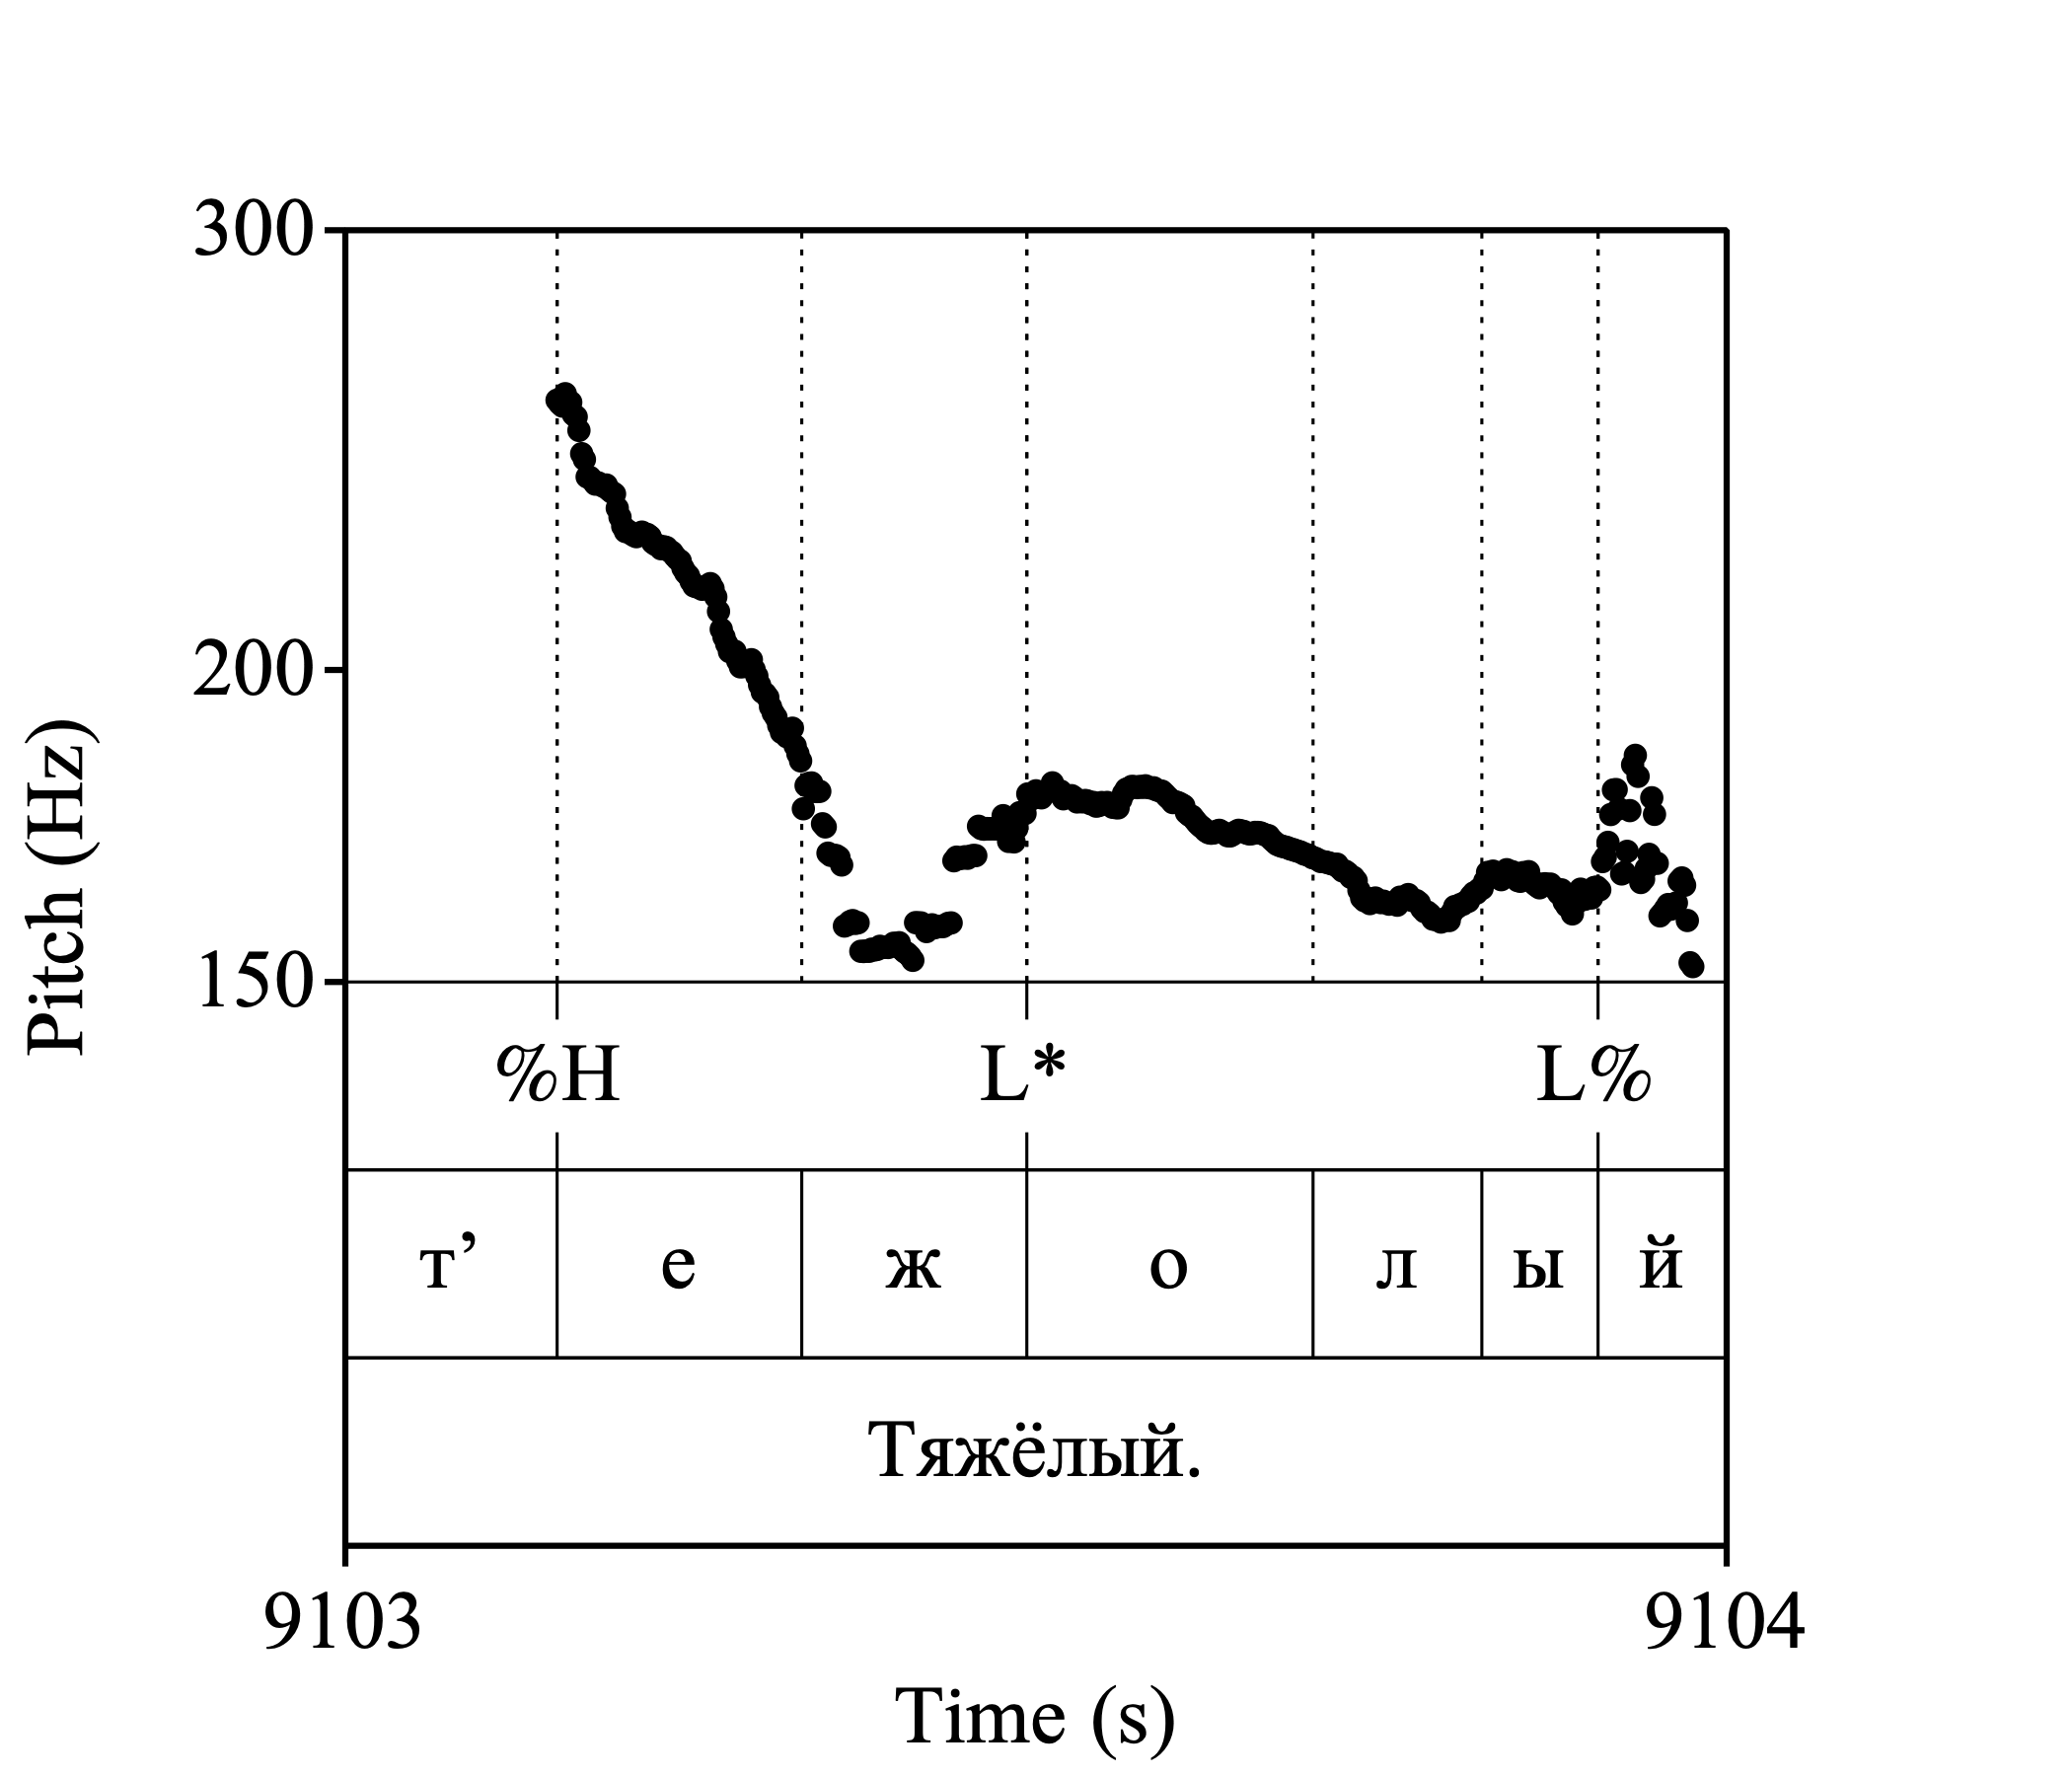 300
200
150
Pitch (Hz)
%H L* L%
т’ е ж о л ы й
Тяжёлый.
9103 9104
Time (s)